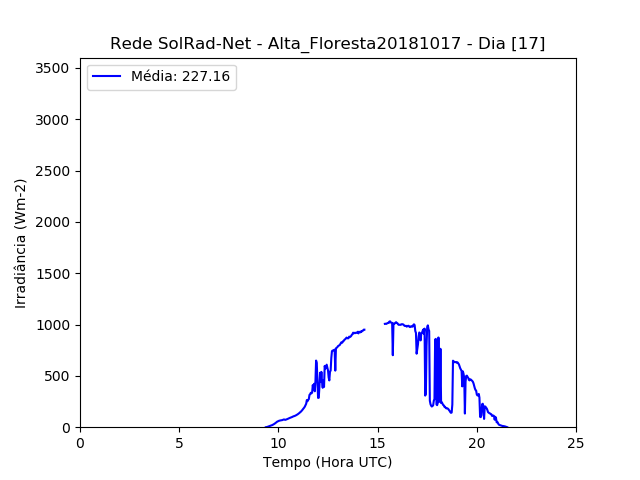 Rede SolRad-Net - Alta_Floresta20181017 - Dia [17]
Média: 227.16
Irradiância (Wm-2)
3500
3000
2500
2000
1500
1000
500
0
0 5 10 15 20 25
Tempo (Hora UTC)